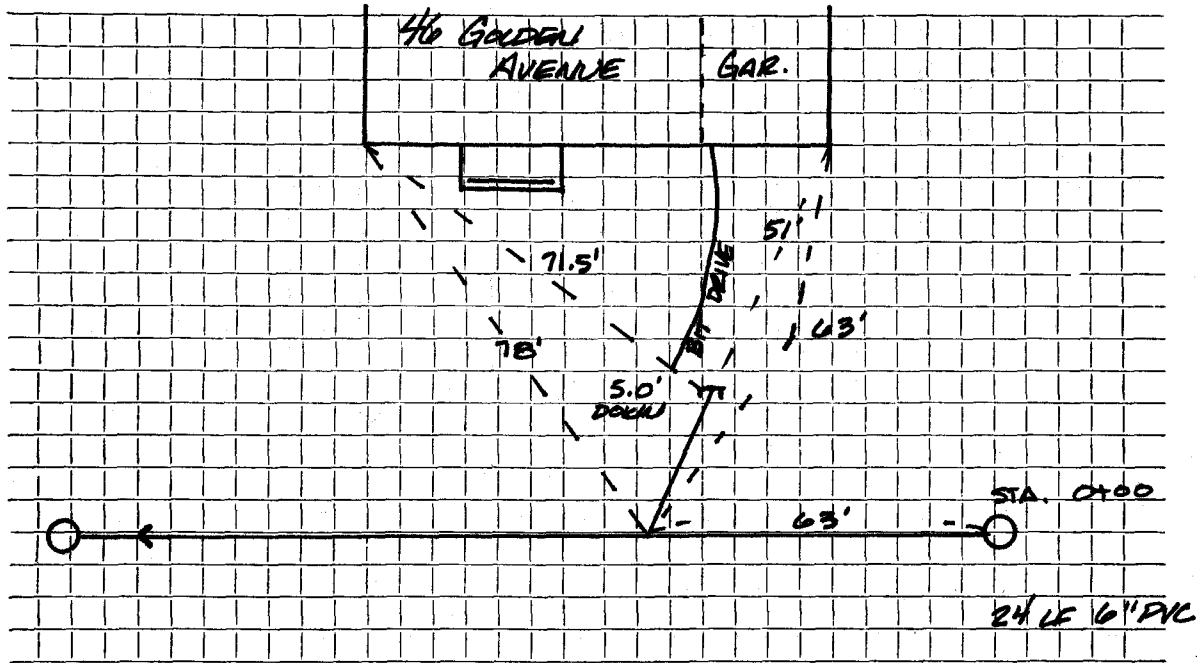 46 GOLDEN
AVENUE
GAR.
51'
71.5'
BIT DRIVE
63'
78'
5.0'
DOWN
STA. 0+00
63'
24 LF 6" PVC